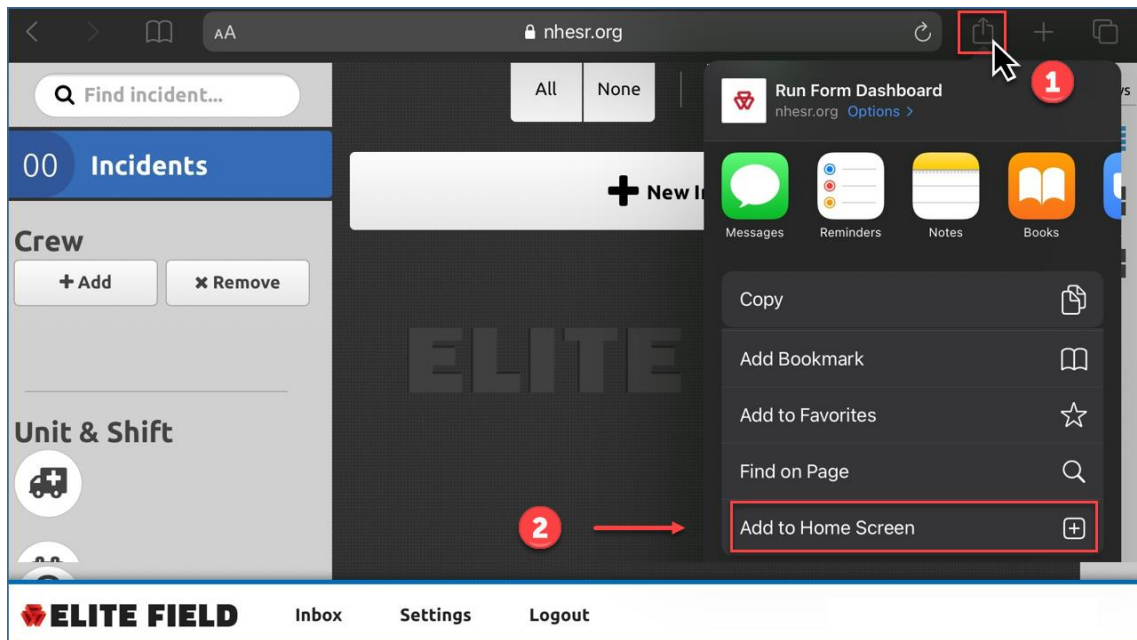 AA
nhesr.org
Find incident...
00 Incidents
Crew
Add
Remove
Unit & Shift
All
None
New
ELITE
Run Form Dashboard
nhesr.org Options >
1
Messages
Reminders
Notes
Books
Copy
Add Bookmark
Add to Favorites
Find on Page
2
Add to Home Screen
ELITE FIELD
Inbox
Settings
Logout